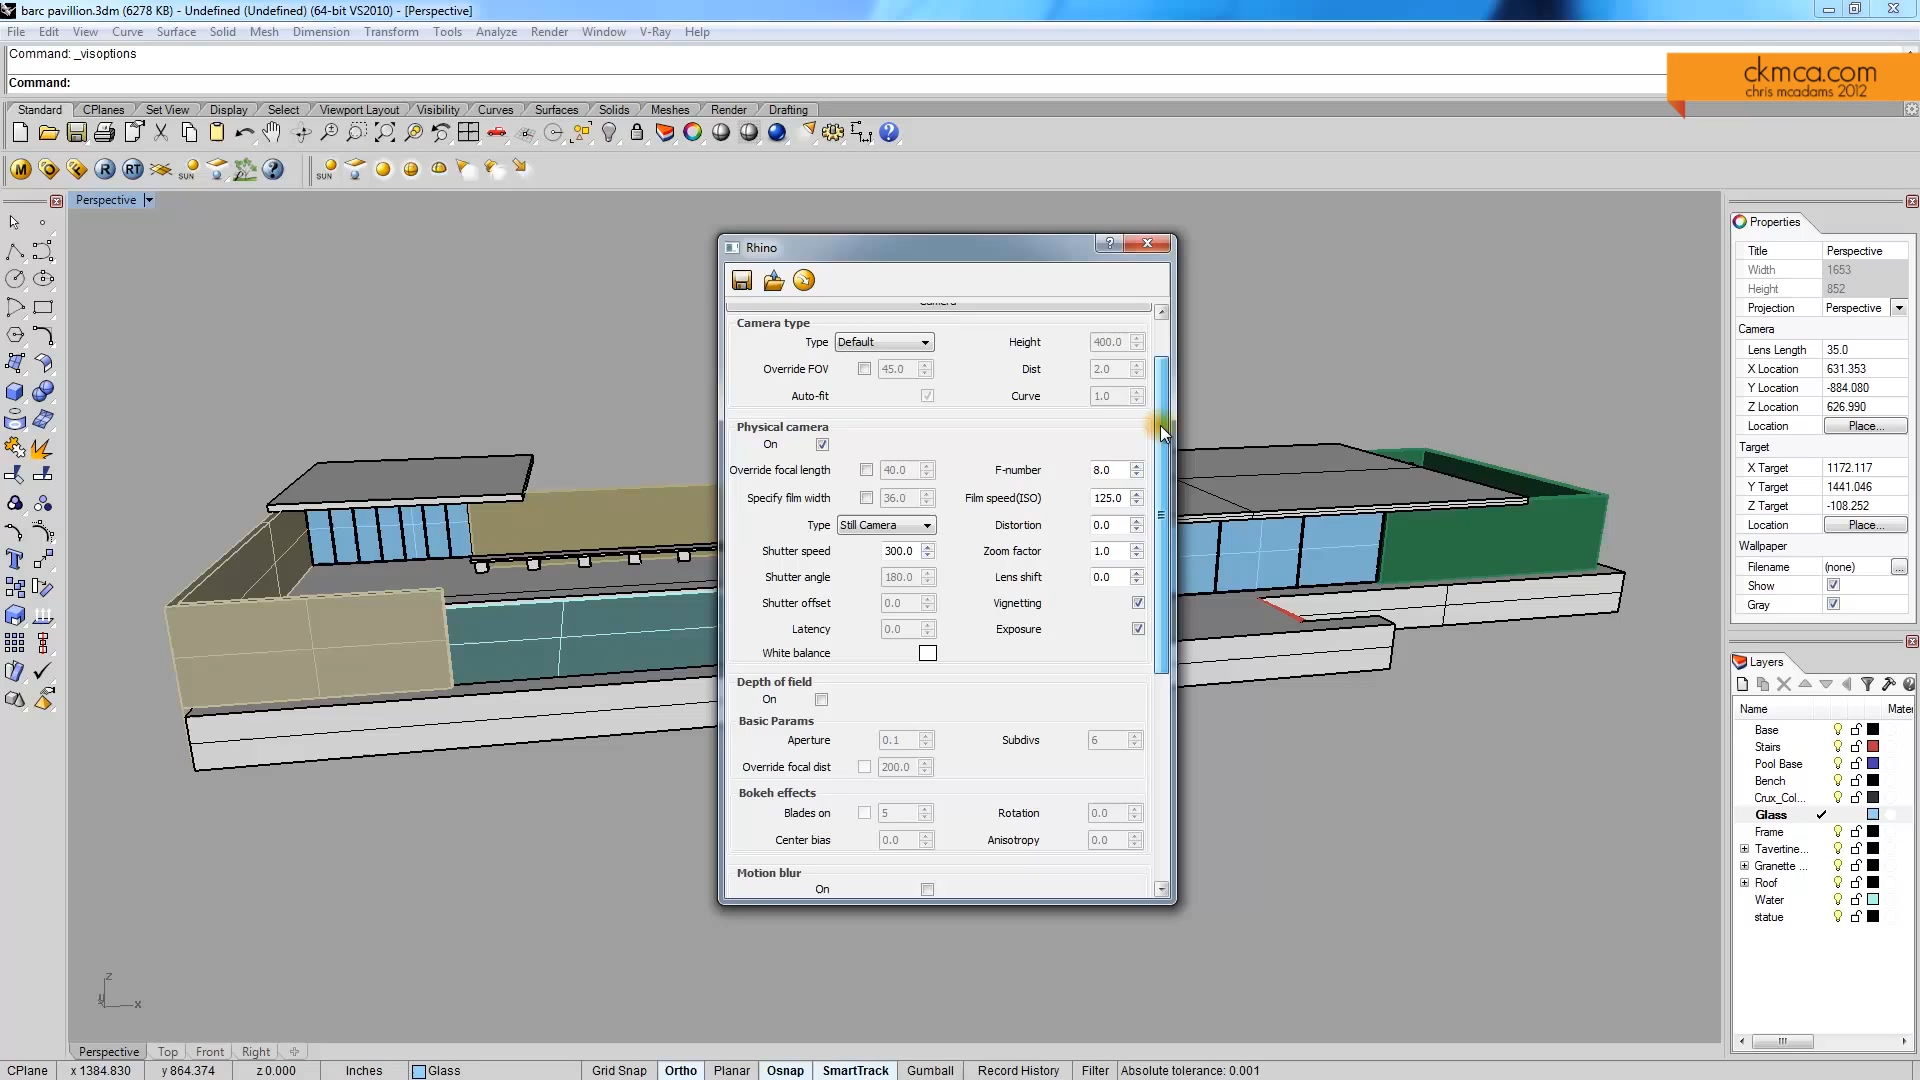 barc pavillion.3dm (6278 KB) - Undefined (Undefined) (64-bit VS2010) - [Perspective]
File Edit View Curve Surface Solid Mesh Dimension Transform Tools Analyze Render Window V-Ray Help
Command: _visoptions
Command:
ckmca.com
chris mcadams 2012
Standard CPlanes Set View Display Select Viewport Layout Visibility Curves Surfaces Solids Meshes Render Drafting
M R RT SUN SUN
Perspective
Rhino
Camera
Camera type
Type Default Height 400.0
Override FOV 45.0 Dist 2.0
Auto-fit Curve 1.0
Physical camera
On
Override focal length 40.0 F-number 8.0
Specify film width 36.0 Film speed(ISO) 125.0
Type Still Camera Distortion 0.0
Shutter speed 300.0 Zoom factor 1.0
Shutter angle 180.0 Lens shift 0.0
Shutter offset 0.0 Vignetting
Latency 0.0 Exposure
White balance
Depth of field
On
Basic Params
Aperture 0.1 Subdivs 6
Override focal dist 200.0
Bokeh effects
Blades on 5 Rotation 0.0
Center bias 0.0 Anisotropy 0.0
Motion blur
On
Properties
Title Perspective
Width 1653
Height 852
Projection Perspective
Camera
Lens Length 35.0
X Location 631.353
Y Location -884.080
Z Location 626.990
Location Place...
Target
X Target 1172.117
Y Target 1441.046
Z Target -108.252
Location Place...
Wallpaper
Filename (none) ...
Show
Gray
Layers
Name Mater
Base
Stairs
Pool Base
Bench
Crux_Col...
Glass
Frame
Tavertine...
Granette ...
Roof
Water
statue
z
y x
Perspective Top Front Right
CPlane x 1384.830 y 864.374 z 0.000 Inches Glass Grid Snap Ortho Planar Osnap SmartTrack Gumball Record History Filter Absolute tolerance: 0.001